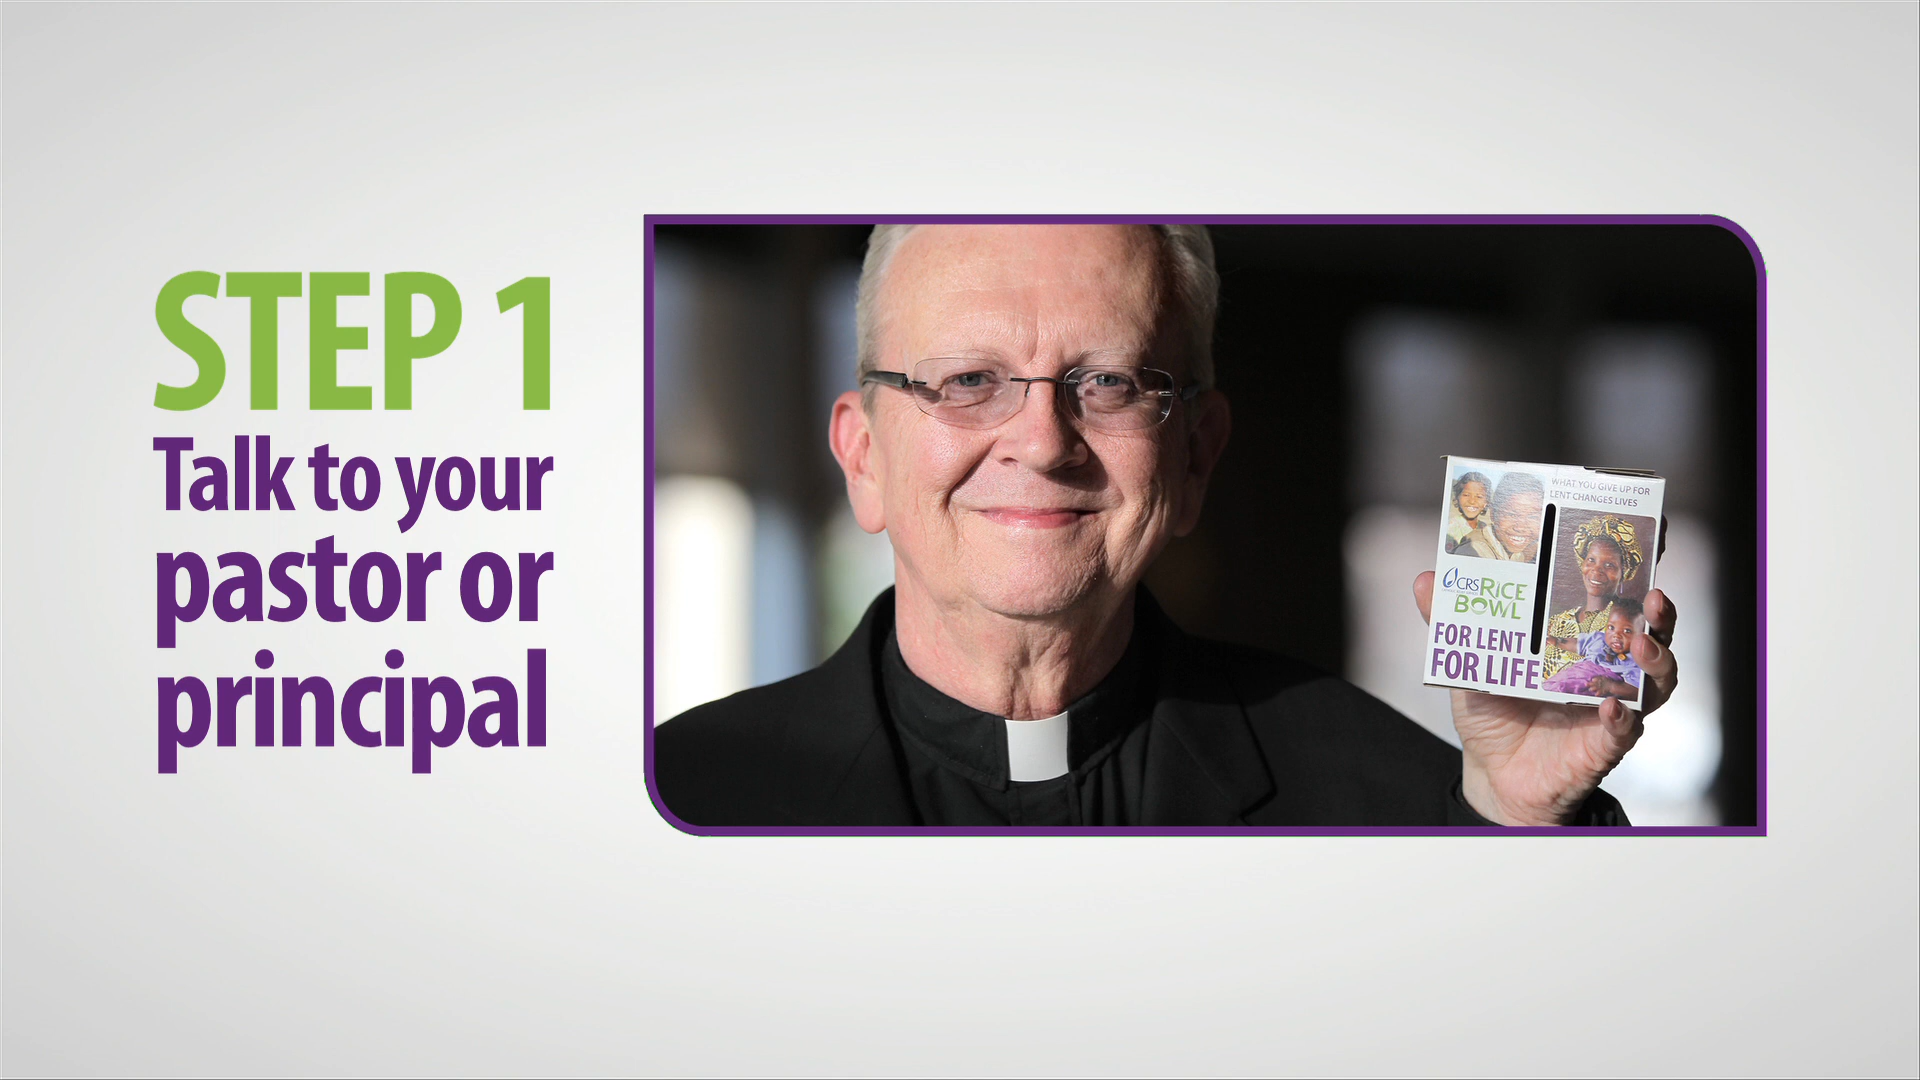 STEP 1
Talk to your
pastor or
principal
WHAT YOU GIVE UP FOR
LENT CHANGES LIVES
CRS RICE
BOWL
FOR LENT
FOR LIFE